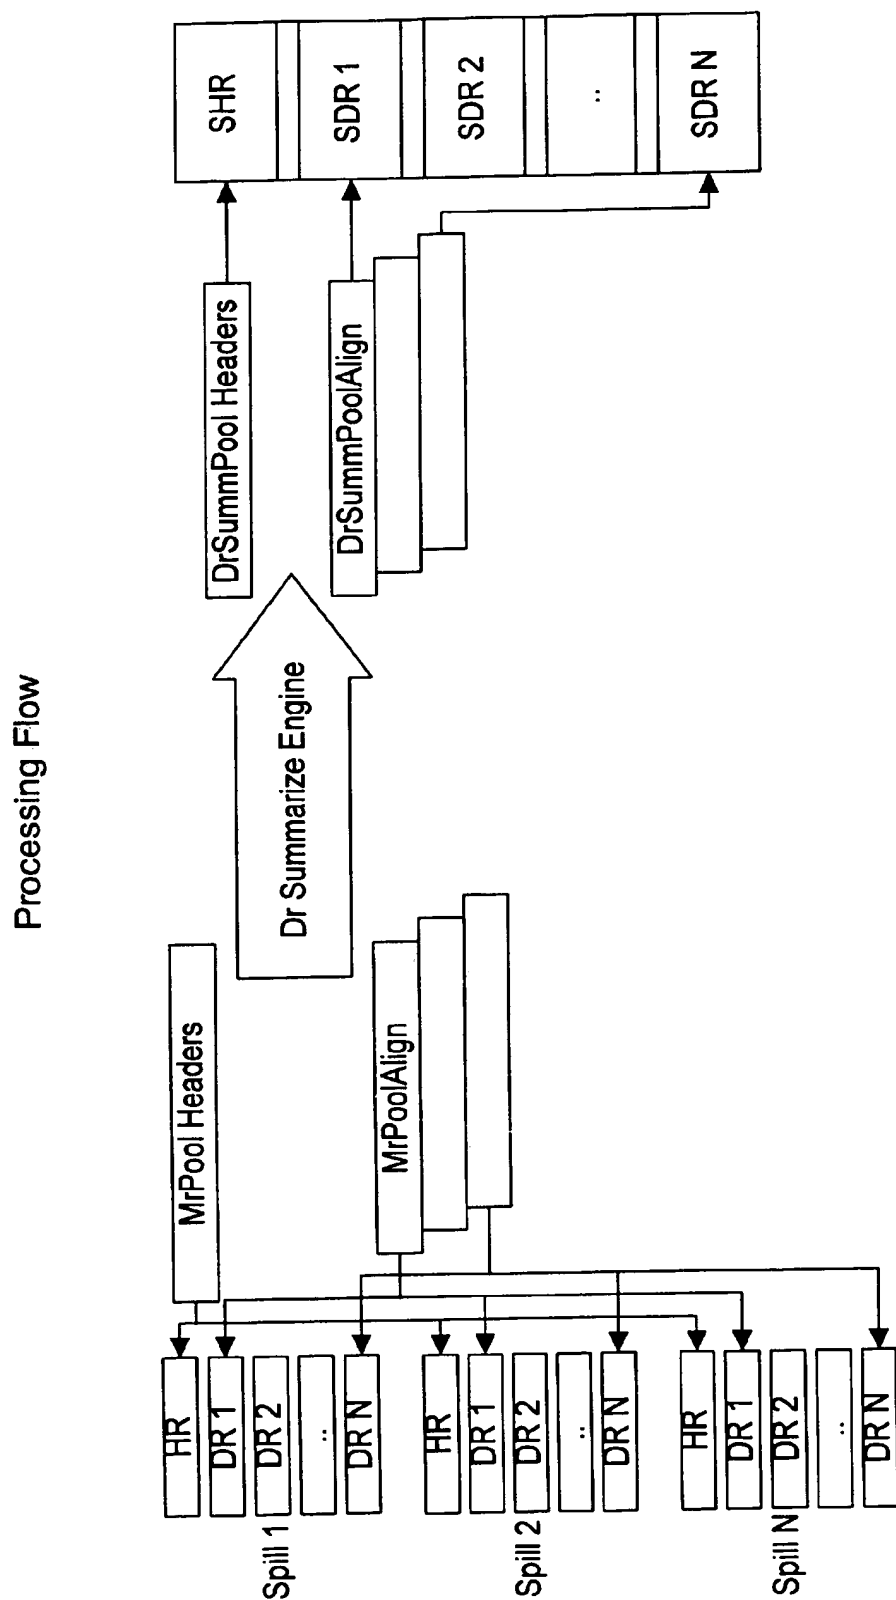 Processing Flow
HR
DR 1
DR 2
..
DR N
Spill 1
HR
DR 1
DR 2
..
DR N
Spill 2
HR
DR 1
DR 2
..
DR N
Spill N
MrPool Headers
MrPoolAlign
Dr Summarize Engine
DrSummPool Headers
DrSummPoolAlign
SHR
SDR 1
SDR 2
..
SDR N